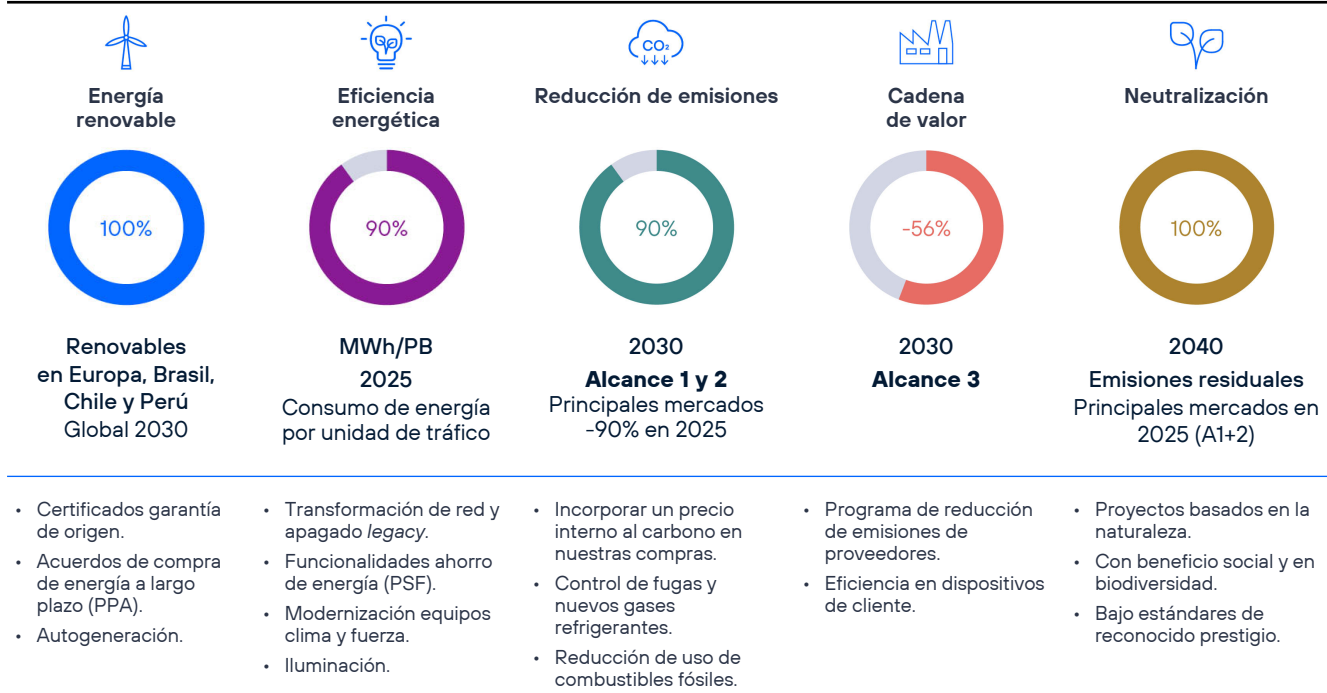 Energía
renovable
100%
Renovables
en Europa, Brasil,
Chile y Perú
Global 2030
• Certificados garantía
de origen.
• Acuerdos de compra
de energía a largo
plazo (PPA).
• Autogeneración.
Eficiencia
energética
90%
MWh/PB
2025
Consumo de energía
por unidad de tráfico
• Transformación de red y
apagado legacy.
• Funcionalidades ahorro
de energía (PSF).
• Modernización equipos
clima y fuerza.
• Iluminación.
CO₂
Reducción de emisiones
90%
2030
Alcance 1 y 2
Principales mercados
-90% en 2025
• Incorporar un precio
interno al carbono en
nuestras compras.
• Control de fugas y
nuevos gases
refrigerantes.
• Reducción de uso de
combustibles fósiles.
Cadena
de valor
-56%
2030
Alcance 3
• Programa de reducción
de emisiones de
proveedores.
• Eficiencia en dispositivos
de cliente.
Neutralización
100%
2040
Emisiones residuales
Principales mercados en
2025 (A1+2)
• Proyectos basados en la
naturaleza.
• Con beneficio social y en
biodiversidad.
• Bajo estándares de
reconocido prestigio.